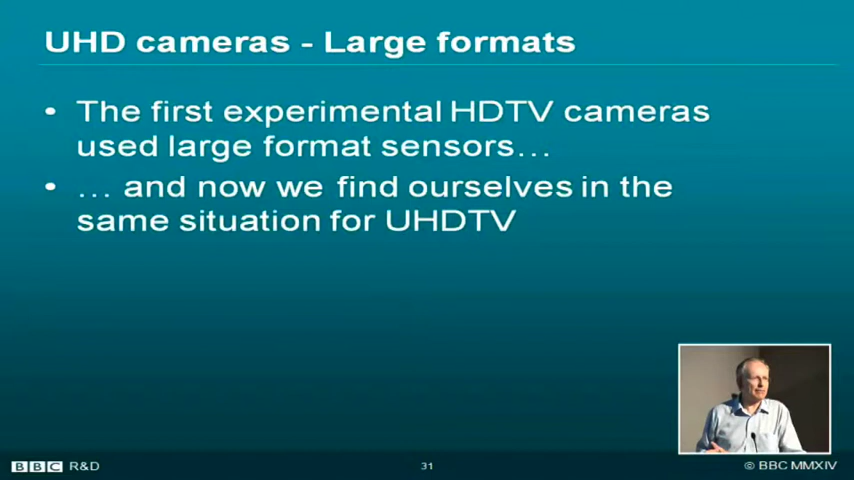 UHD cameras - Large formats
• The first experimental HDTV cameras
used large format sensors…
• … and now we find ourselves in the
same situation for UHDTV
BBC R&D
31
© BBC MMXIV